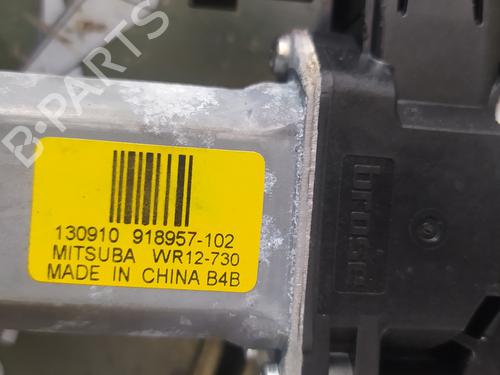 B-PARTS
130910 918957-102
MITSUBA WR12-730
MADE IN CHINA B4B
brose